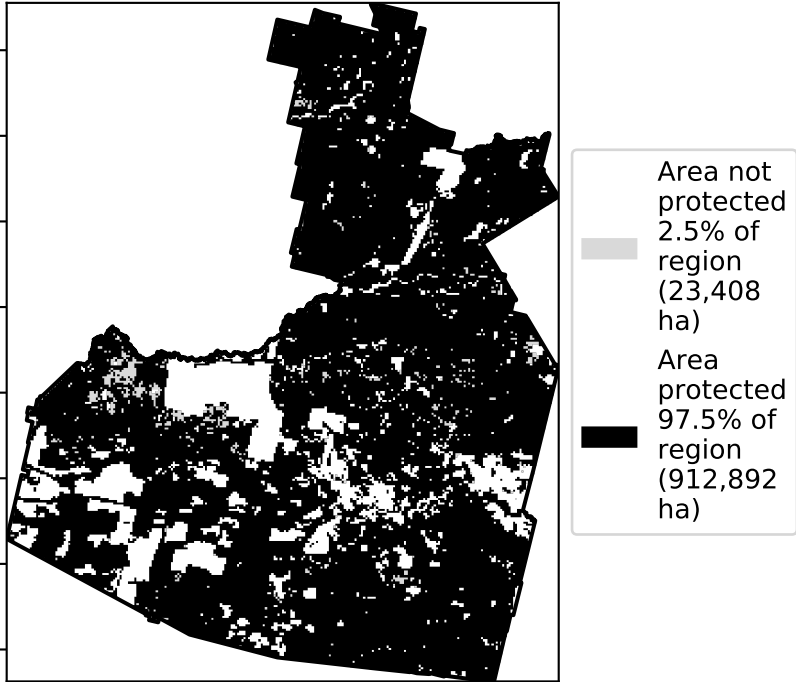 Area not
protected
2.5% of
region
(23,408
ha)
Area
protected
97.5% of
region
(912,892
ha)